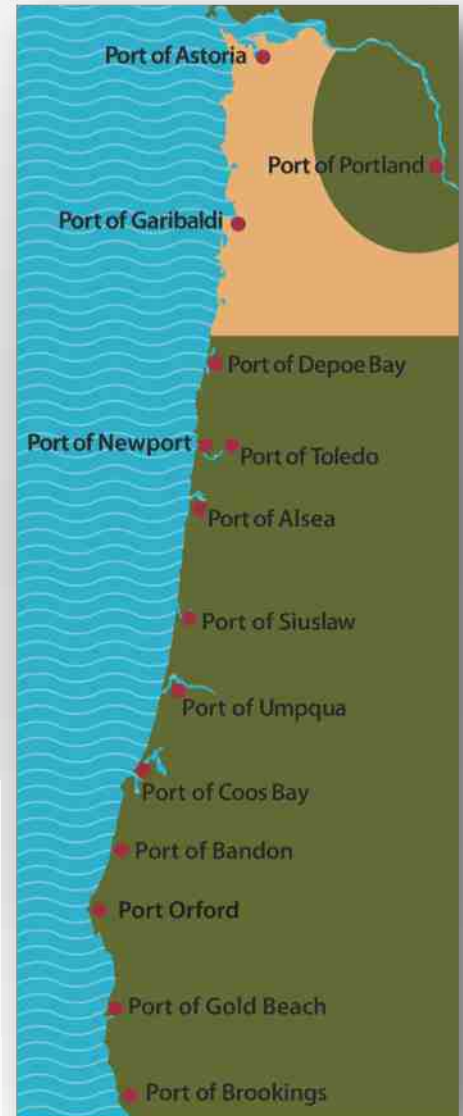 Port of Astoria
Port of Portland
Port of Garibaldi
Port of Depoe Bay
Port of Newport
Port of Toledo
Port of Alsea
Port of Siuslaw
Port of Umpqua
Port of Coos Bay
Port of Bandon
Port Orford
Port of Gold Beach
Port of Brookings